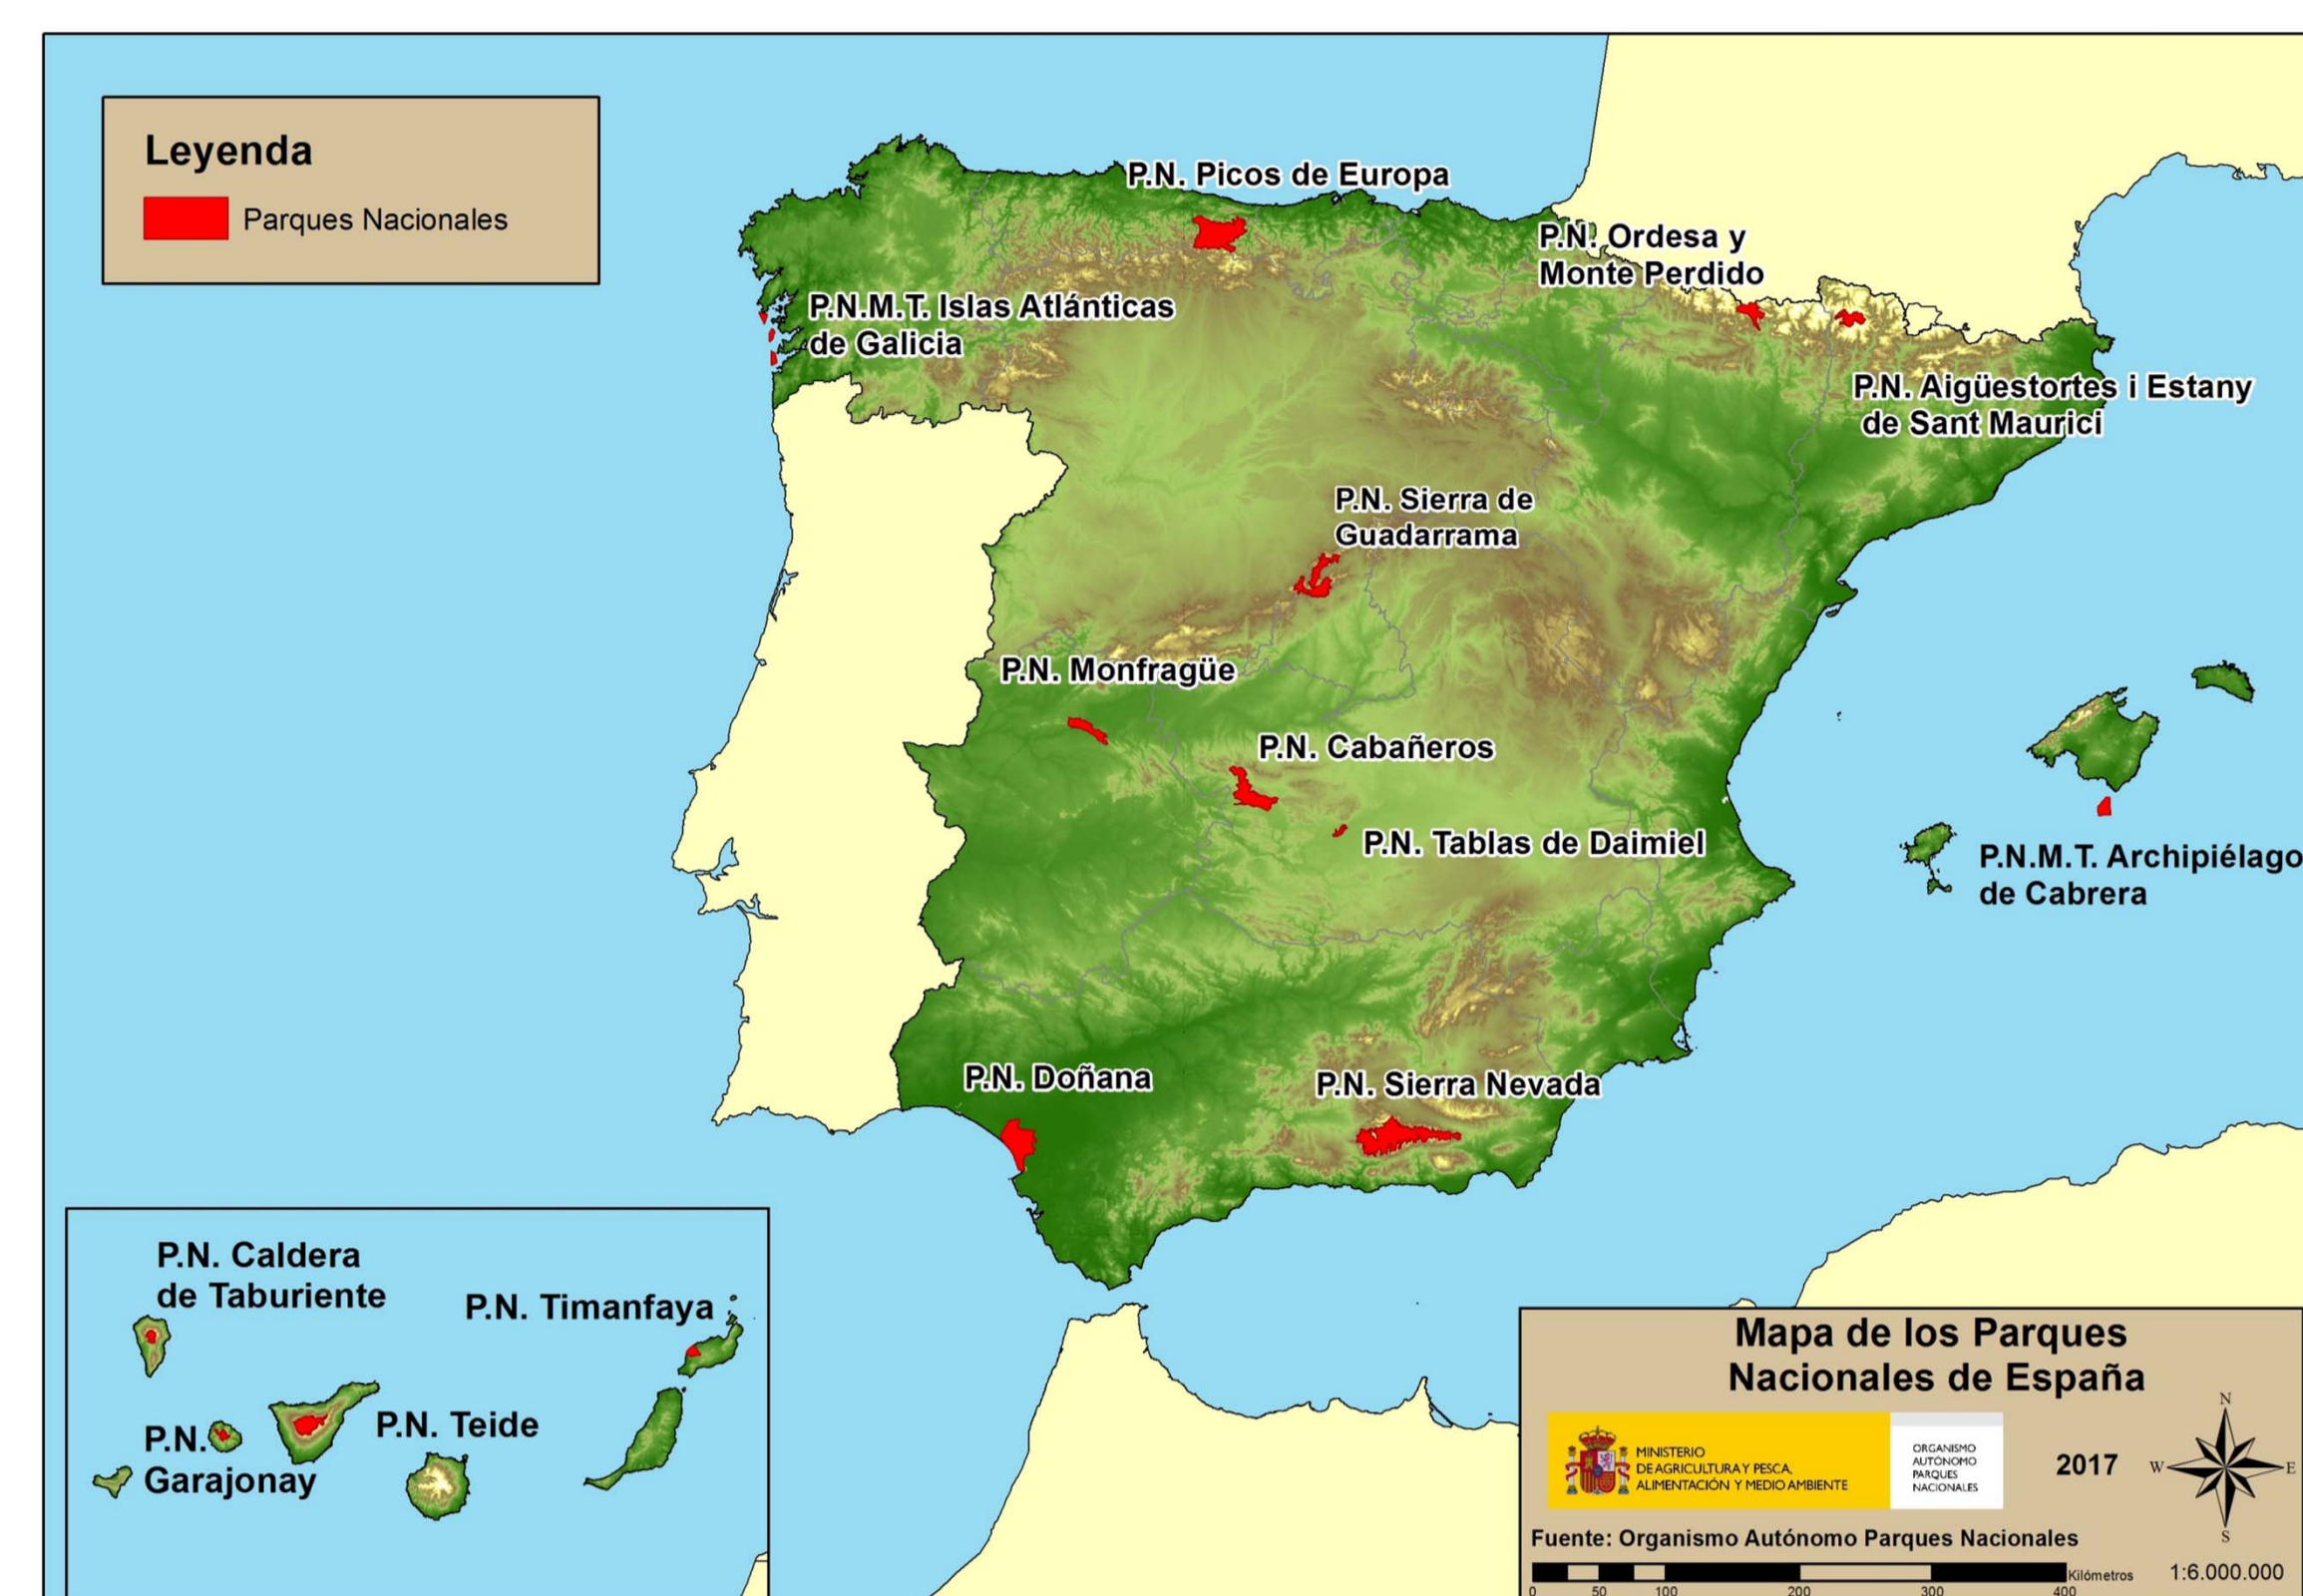 Leyenda
Parques Nacionales
P.N. Picos de Europa
P.N. Ordesa y
Monte Perdido
P.N.M.T. Islas Atlánticas
de Galicia
P.N. Aigüestortes i Estany
de Sant Maurici
P.N. Sierra de
Guadarrama
P.N. Monfragüe
P.N. Cabañeros
P.N. Tablas de Daimiel
P.N.M.T. Archipiélago
de Cabrera
P.N. Doñana
P.N. Sierra Nevada
P.N. Caldera
de Taburiente
P.N. Timanfaya
P.N. Teide
P.N.
Garajonay
Mapa de los Parques
Nacionales de España
MINISTERIO
DE AGRICULTURA Y PESCA,
ALIMENTACIÓN Y MEDIO AMBIENTE
ORGANISMO
AUTÓNOMO
PARQUES
NACIONALES
2017
N
W
E
S
Fuente: Organismo Autónomo Parques Nacionales
Kilómetros
1:6.000.000
0 50 100 200 300 400